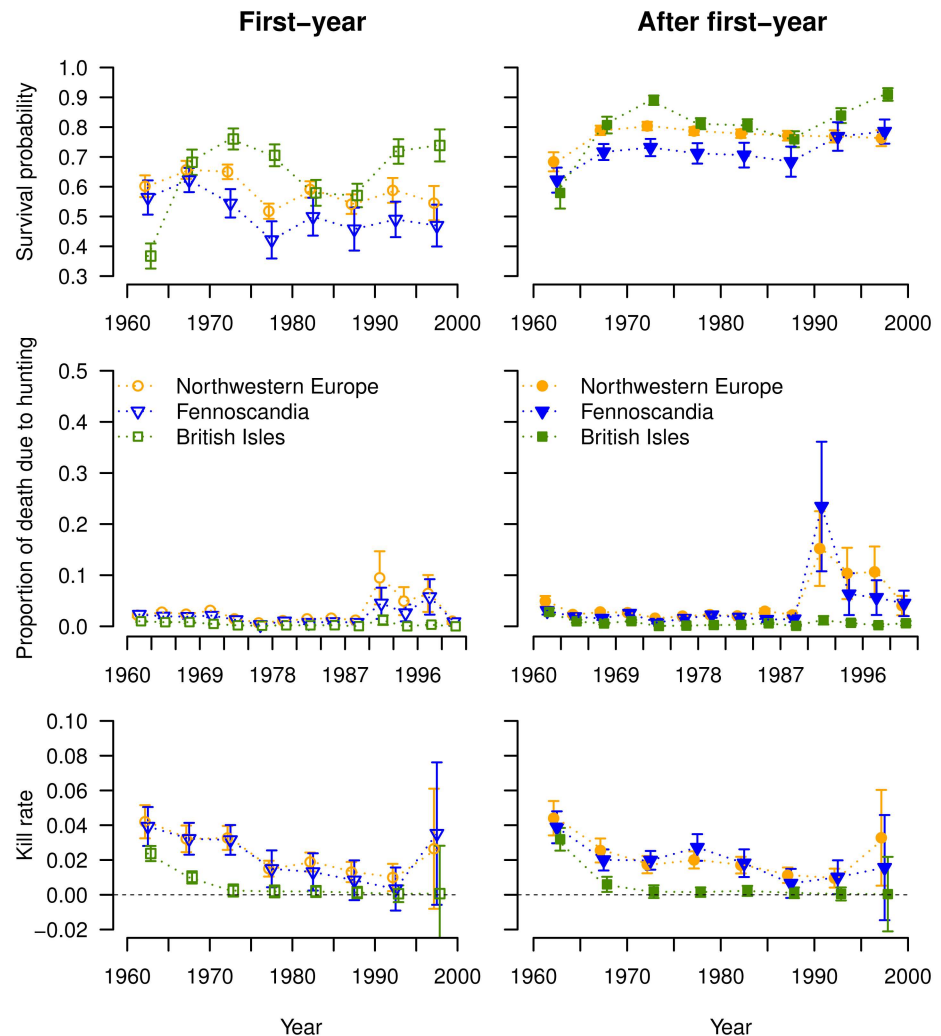 First−year
After first−year
Survival probability
1.0
0.9
0.8
0.7
0.6
0.5
0.4
0.3
1960 1970 1980 1990 2000
1960 1970 1980 1990 2000
Proportion of death due to hunting
0.5
0.4
0.3
0.2
0.1
0.0
Northwestern Europe
Fennoscandia
British Isles
Northwestern Europe
Fennoscandia
British Isles
1960 1969 1978 1987 1996
1960 1969 1978 1987 1996
Kill rate
0.10
0.08
0.06
0.04
0.02
0.00
−0.02
1960 1970 1980 1990 2000
1960 1970 1980 1990 2000
Year
Year